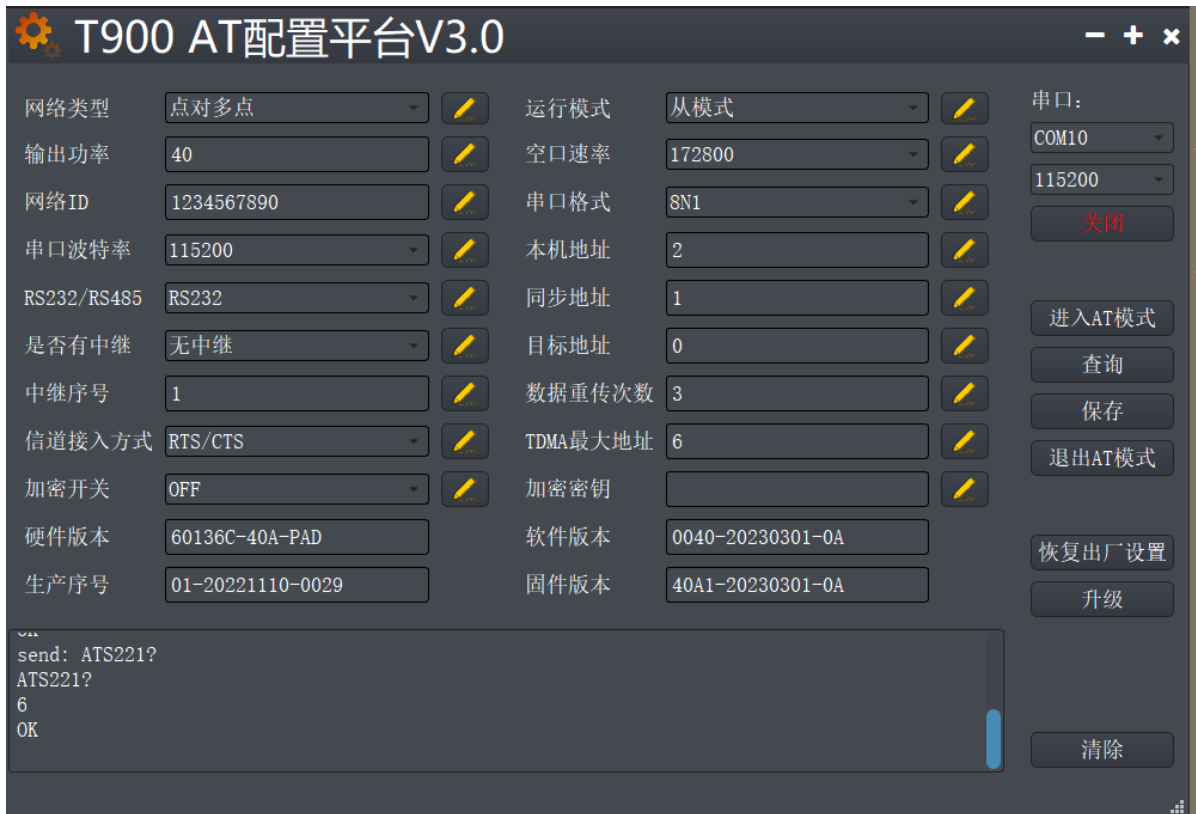 T900 AT配置平台V3.0
网络类型 点对多点 运行模式 从模式 串口:
输出功率 40 空口速率 172800 COM10
网络ID 1234567890 串口格式 8N1 115200
关闭
串口波特率 115200 本机地址 2
RS232/RS485 RS232 同步地址 1 进入AT模式
是否有中继 无中继 目标地址 0 查询
中继序号 1 数据重传次数 3 保存
信道接入方式 RTS/CTS TDMA最大地址 6 退出AT模式
加密开关 OFF 加密密钥
硬件版本 60136C-40A-PAD 软件版本 0040-20230301-0A 恢复出厂设置
生产序号 01-20221110-0029 固件版本 40A1-20230301-0A 升级
OK
send: ATS221?
ATS221?
6
OK
清除